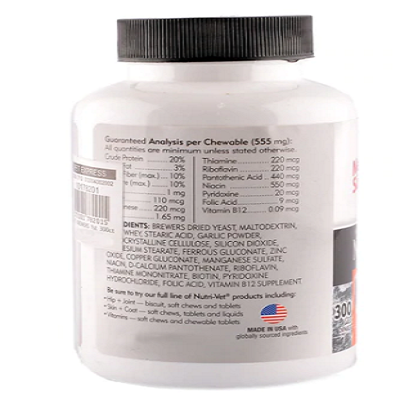 Guaranteed Analysis per Chewable (555 mg):
All quantities are minimum unless stated otherwise.
Crude Protein 20% Thiamine 220 mcg
Fat 3% Riboflavin 220 mcg
Fiber (max.) 10% Pantothenic Acid 440 mcg
(max.) 10% Niacin 550 mcg
1 mg Pyridoxine 20 mcg
110 mcg Folic Acid 9 mcg
220 mcg Vitamin B12 0.09 mcg
1.65 mg
DIENTS: BREWERS DRIED YEAST, MALTODEXTRIN,
WHEY, STEARIC ACID, GARLIC POWDER,
CRYSTALLINE CELLULOSE, SILICON DIOXIDE,
ESIUM STEARATE, FERROUS GLUCONATE, ZINC
OXIDE, COPPER GLUCONATE, MANGANESE SULFATE,
NIACIN, D-CALCIUM PANTOTHENATE, RIBOFLAVIN,
THIAMINE MONONITRATE, BIOTIN, PYRIDOXINE
HYDROCHLORIDE, FOLIC ACID, VITAMIN B12 SUPPLEMENT
Be sure to try our full line of Nutri-Vet® products including:
• Hip + Joint — biscuit, soft chews and tablets
• Skin + Coat — soft chews, tablets and liquids
• Vitamins — soft chews and chewable tablets
MADE IN USA with
globally sourced ingredients
300